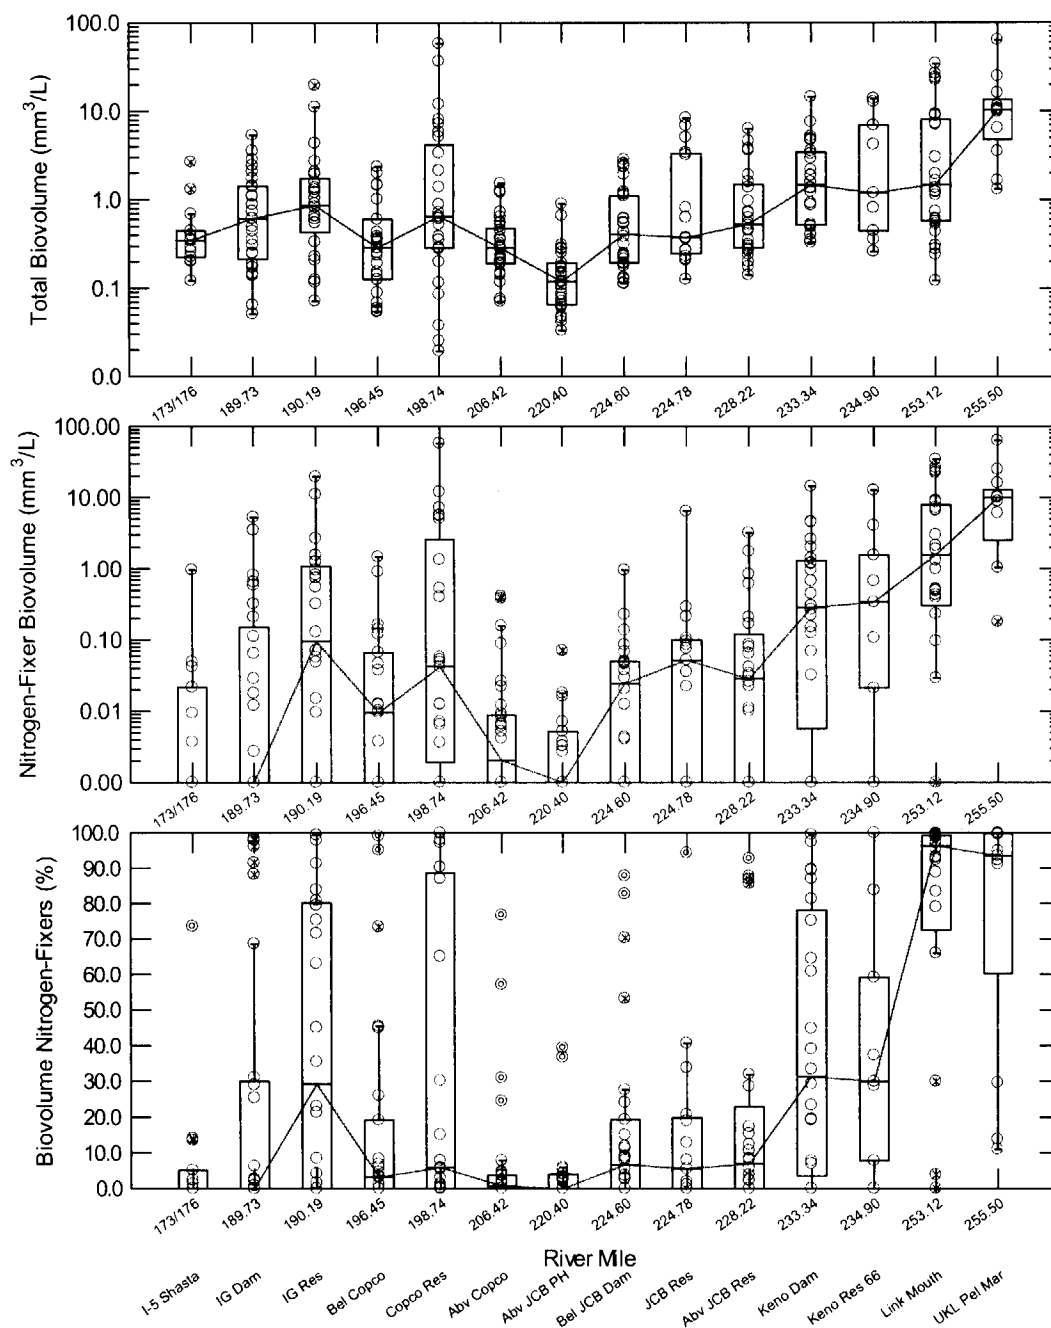 Total Biovolume (mm³/L)
100.0
10.0
1.0
0.1
0.0
173/176 189.73 190.19 196.45 198.74 206.42 220.40 224.60 224.78 228.22 233.34 234.90 253.12 255.50
Nitrogen-Fixer Biovolume (mm³/L)
100.00
10.00
1.00
0.10
0.01
0.00
173/176 189.73 190.19 196.45 198.74 206.42 220.40 224.60 224.78 228.22 233.34 234.90 253.12 255.50
Biovolume Nitrogen-Fixers (%)
100.0
90.0
80.0
70.0
60.0
50.0
40.0
30.0
20.0
10.0
0.0
173/176 189.73 190.19 196.45 198.74 206.42 220.40 224.60 224.78 228.22 233.34 234.90 253.12 255.50
River Mile
I-5 Shasta IG Dam IG Res Bel Copco Copco Res Abv Copco Abv JCB PH Bel JCB Dam JCB Res Abv JCB Res Keno Dam Keno Res 66 Link Mouth UKL Pel Mar